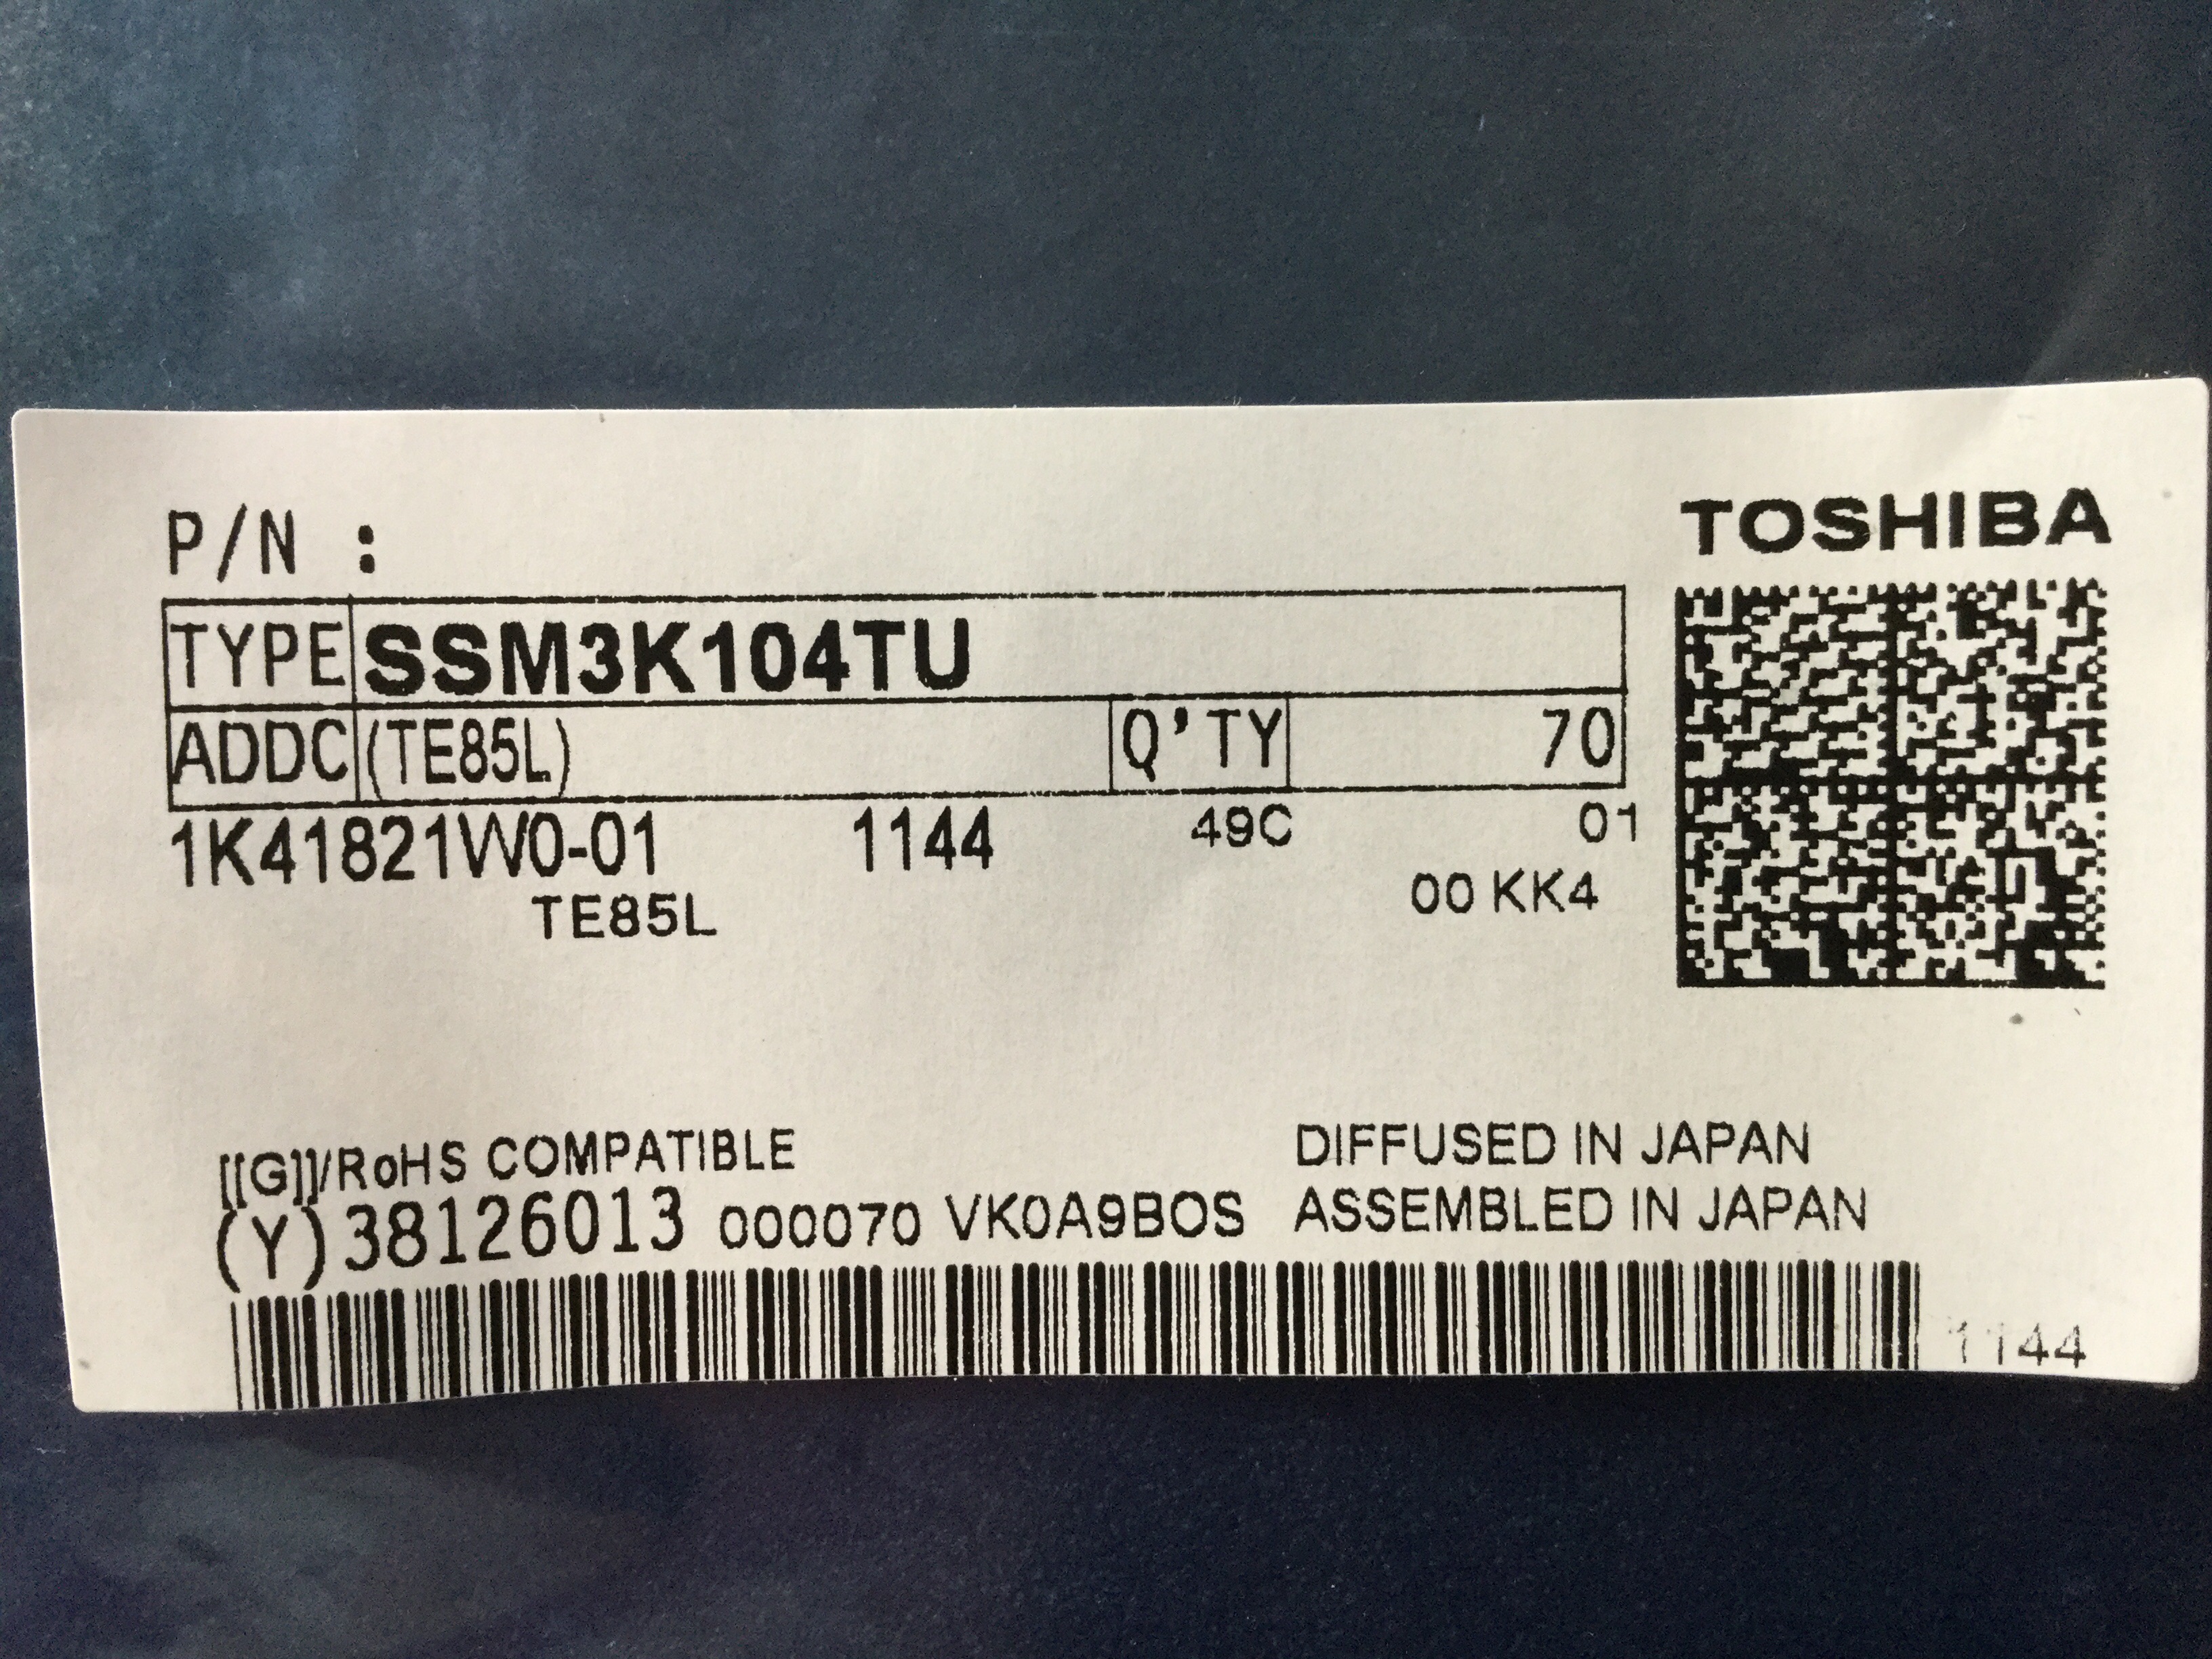 P/N :
TOSHIBA
TYPE SSM3K104TU
ADDC (TE85L) Q'TY 70
1K41821W0-01 1144 49C 01
TE85L 00 KK4
[[G]]/RoHS COMPATIBLE DIFFUSED IN JAPAN
(Y)38126013 000070 VK0A9BOS ASSEMBLED IN JAPAN
1144